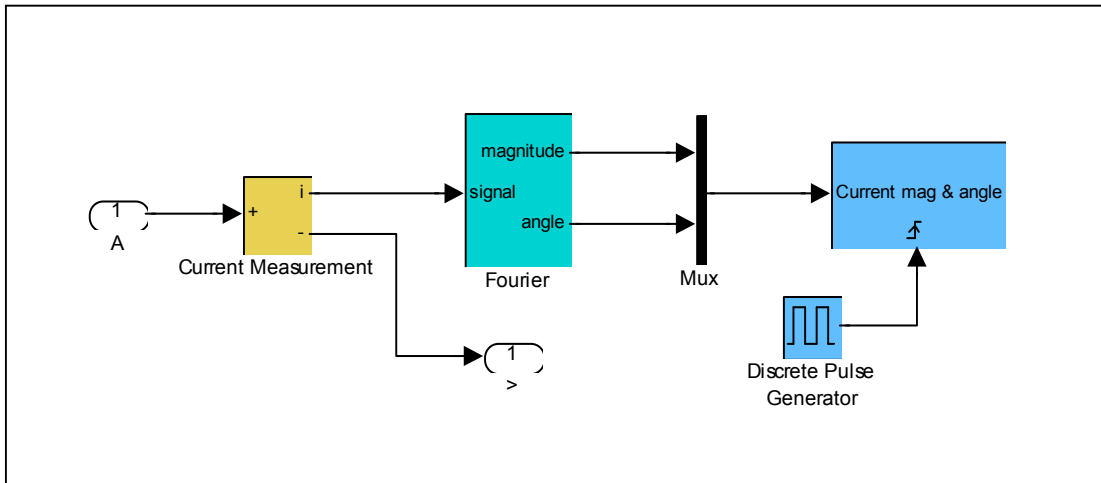 1
A
+
i
-
Current Measurement
signal
magnitude
angle
Fourier
Mux
Current mag & angle
Discrete Pulse
Generator
1
>